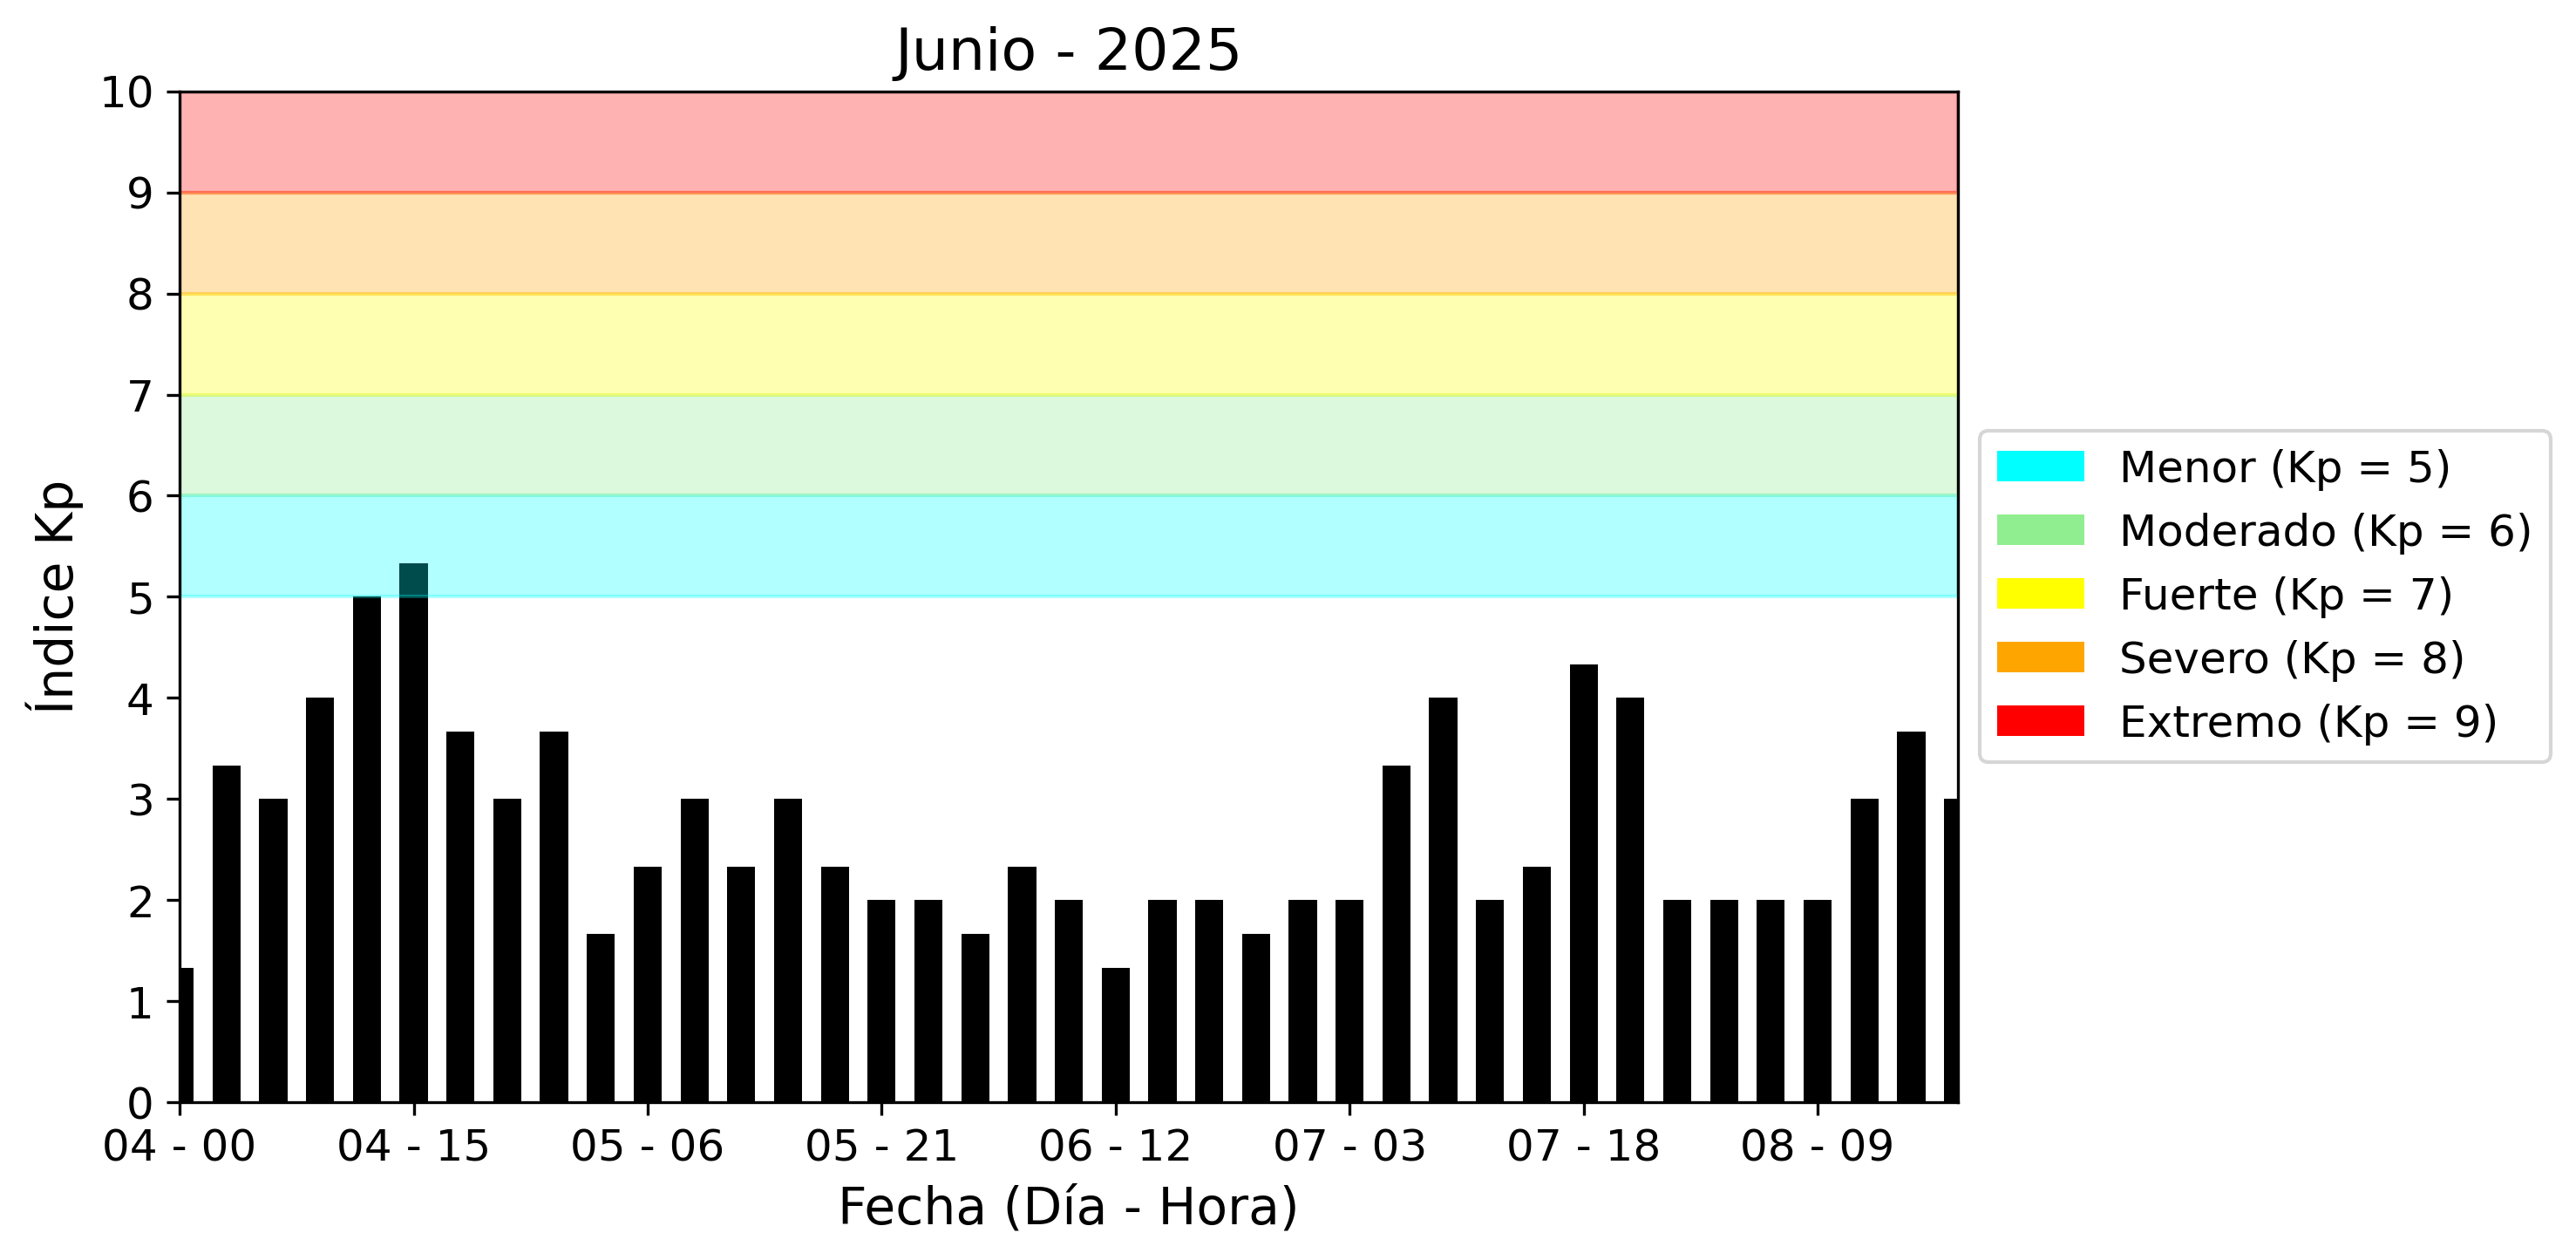 Junio - 2025
10
9
8
7
6
5
4
3
2
1
0
Índice Kp
04 - 00
04 - 15
05 - 06
05 - 21
06 - 12
07 - 03
07 - 18
08 - 09
Fecha (Día - Hora)
Menor (Kp = 5)
Moderado (Kp = 6)
Fuerte (Kp = 7)
Severo (Kp = 8)
Extremo (Kp = 9)